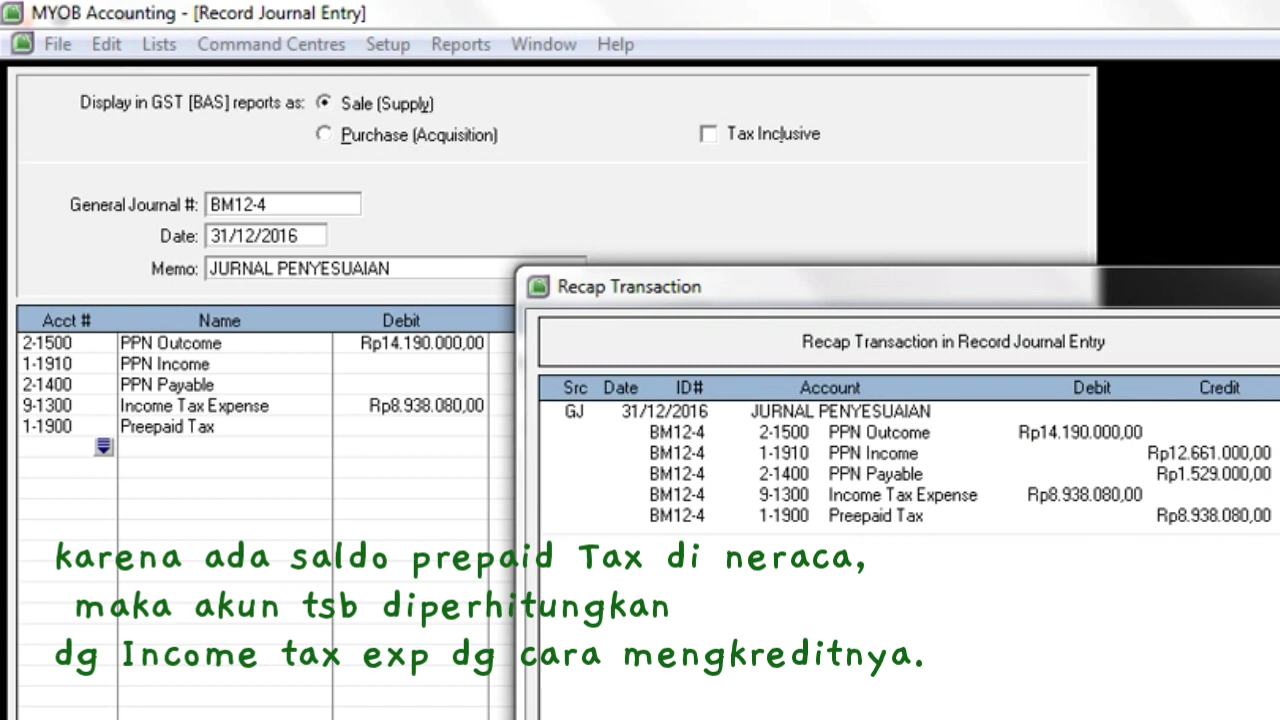 MYOB Accounting - [Record Journal Entry]
File Edit Lists Command Centres Setup Reports Window Help
Display in GST [BAS] reports as: Sale (Supply)
Purchase (Acquisition) Tax Inclusive
General Journal #: BM12-4
Date: 31/12/2016
Memo: JURNAL PENYESUAIAN
Acct # Name Debit
2-1500 PPN Outcome Rp14.190.000,00
1-1910 PPN Income
2-1400 PPN Payable
9-1300 Income Tax Expense Rp8.938.080,00
1-1900 Preepaid Tax
Recap Transaction
Recap Transaction in Record Journal Entry
Src Date ID# Account Debit Credit
GJ 31/12/2016 JURNAL PENYESUAIAN
BM12-4 2-1500 PPN Outcome Rp14.190.000,00
BM12-4 1-1910 PPN Income Rp12.661.000,00
BM12-4 2-1400 PPN Payable Rp1.529.000,00
BM12-4 9-1300 Income Tax Expense Rp8.938.080,00
BM12-4 1-1900 Preepaid Tax Rp8.938.080,00
karena ada saldo prepaid Tax di neraca,
maka akun tsb diperhitungkan
dg Income tax exp dg cara mengkreditnya.